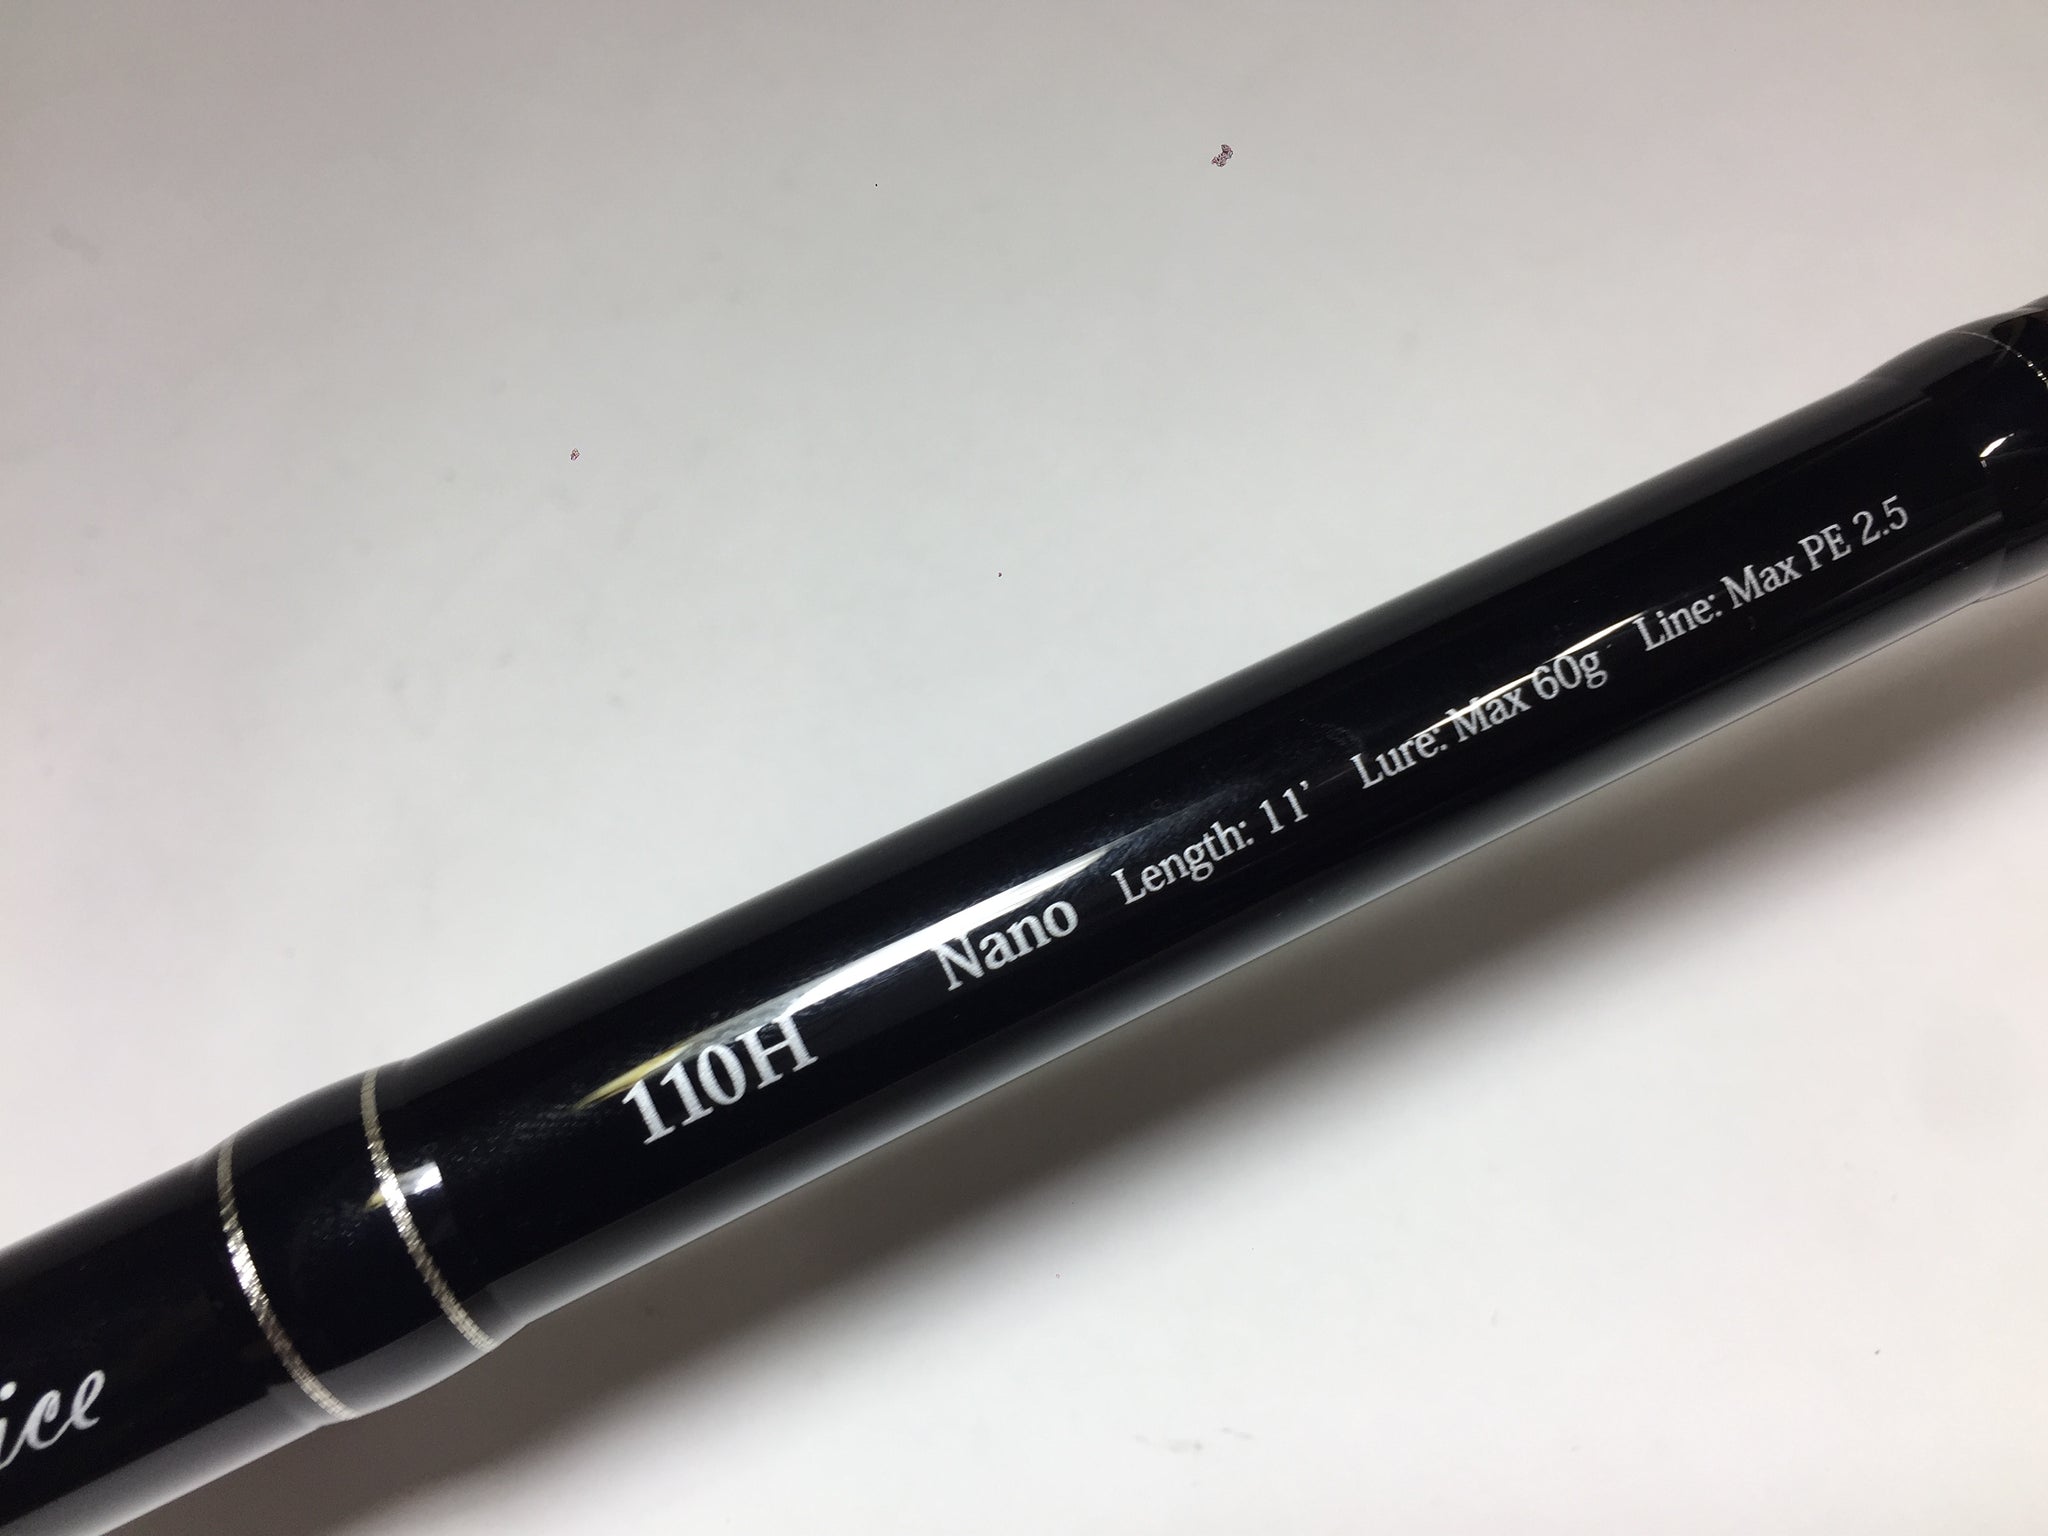 110H Nano Length: 11' Lure: Max 60g Line: Max PE 2.5